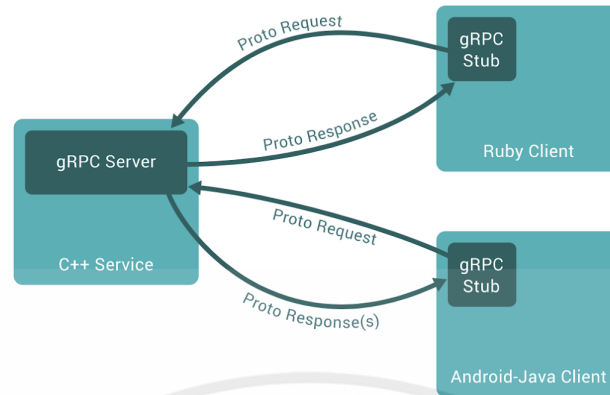 Proto Request
gRPC
Stub
Ruby Client
Proto Response
gRPC Server
C++ Service
Proto Request
gRPC
Stub
Proto Response(s)
Android-Java Client